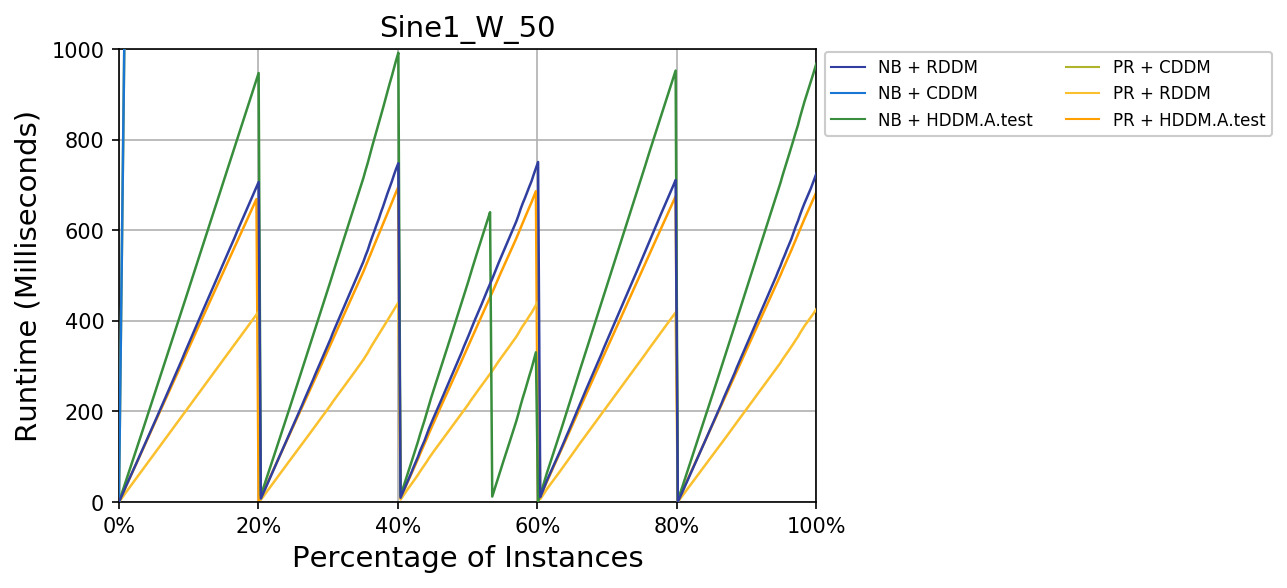 Sine1_W_50
Runtime (Milliseconds)
1000
800
600
400
200
0
0% 20% 40% 60% 80% 100%
Percentage of Instances
NB + RDDM
NB + CDDM
NB + HDDM.A.test
PR + CDDM
PR + RDDM
PR + HDDM.A.test